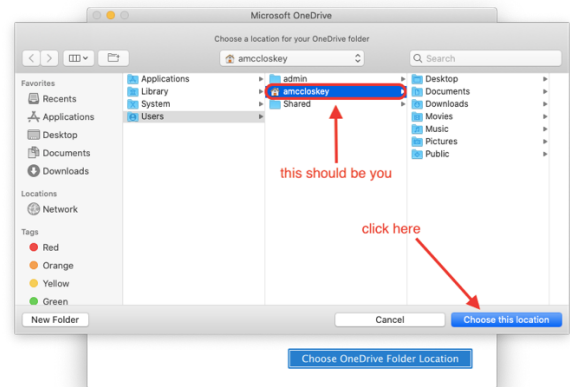 Microsoft OneDrive
Choose a location for your OneDrive folder
amccloskey
Search
Favorites
Recents
Applications
Desktop
Documents
Downloads
Locations
Network
Tags
Red
Orange
Yellow
Green
Applications
Library
System
Users
admin
amccloskey
Shared
Desktop
Documents
Downloads
Movies
Music
Pictures
Public
this should be you
click here
New Folder
Cancel
Choose this location
Choose OneDrive Folder Location